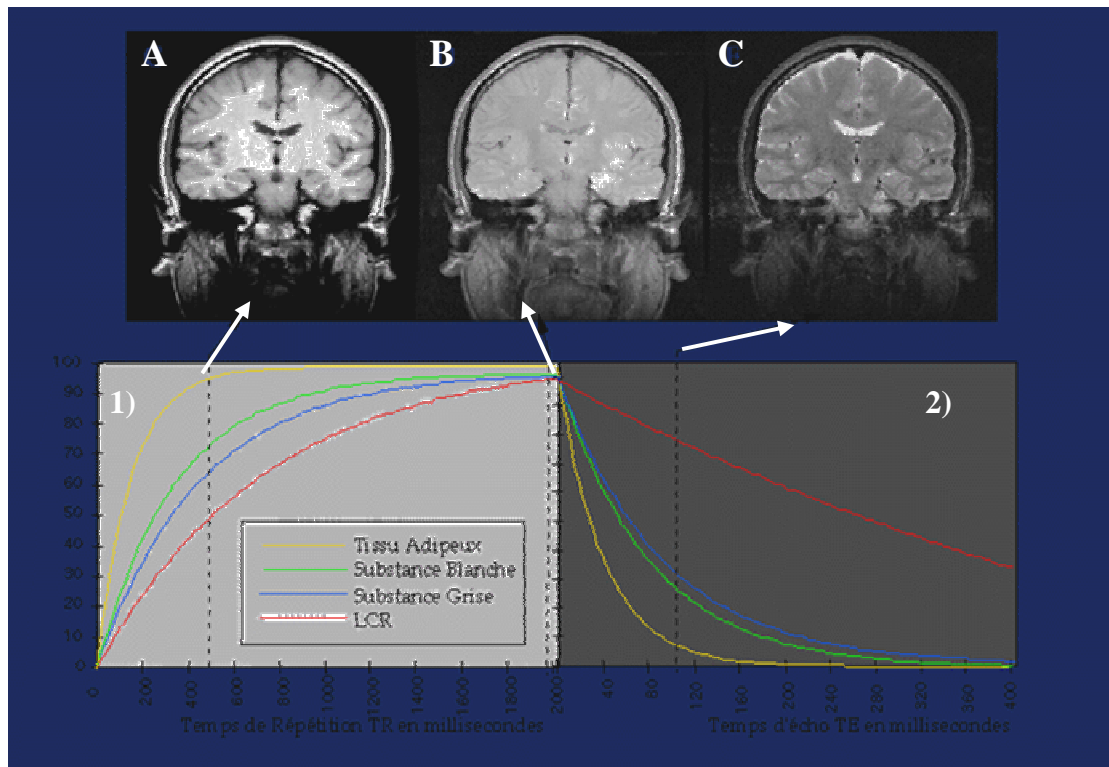 A B C
100
90
80
70
60
50
40
30
20
10
0
1)
2)
Tissu Adipeux
Substance Blanche
Substance Grise
LCR
0 200 400 600 800 1000 1200 1400 1600 1800 2000 40 80 120 160 200 240 280 320 360 400
Temps de Répétition TR en millisecondes
Temps d'écho TE en millisecondes